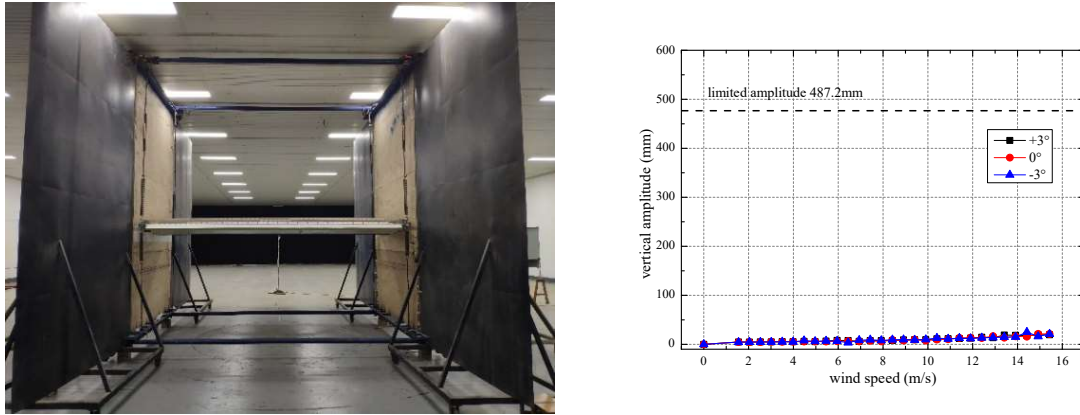 600
500
400
300
200
100
0
vertical amplitude (mm)
limited amplitude 487.2mm
+3°
0°
-3°
0 2 4 6 8 10 12 14 16
wind speed (m/s)